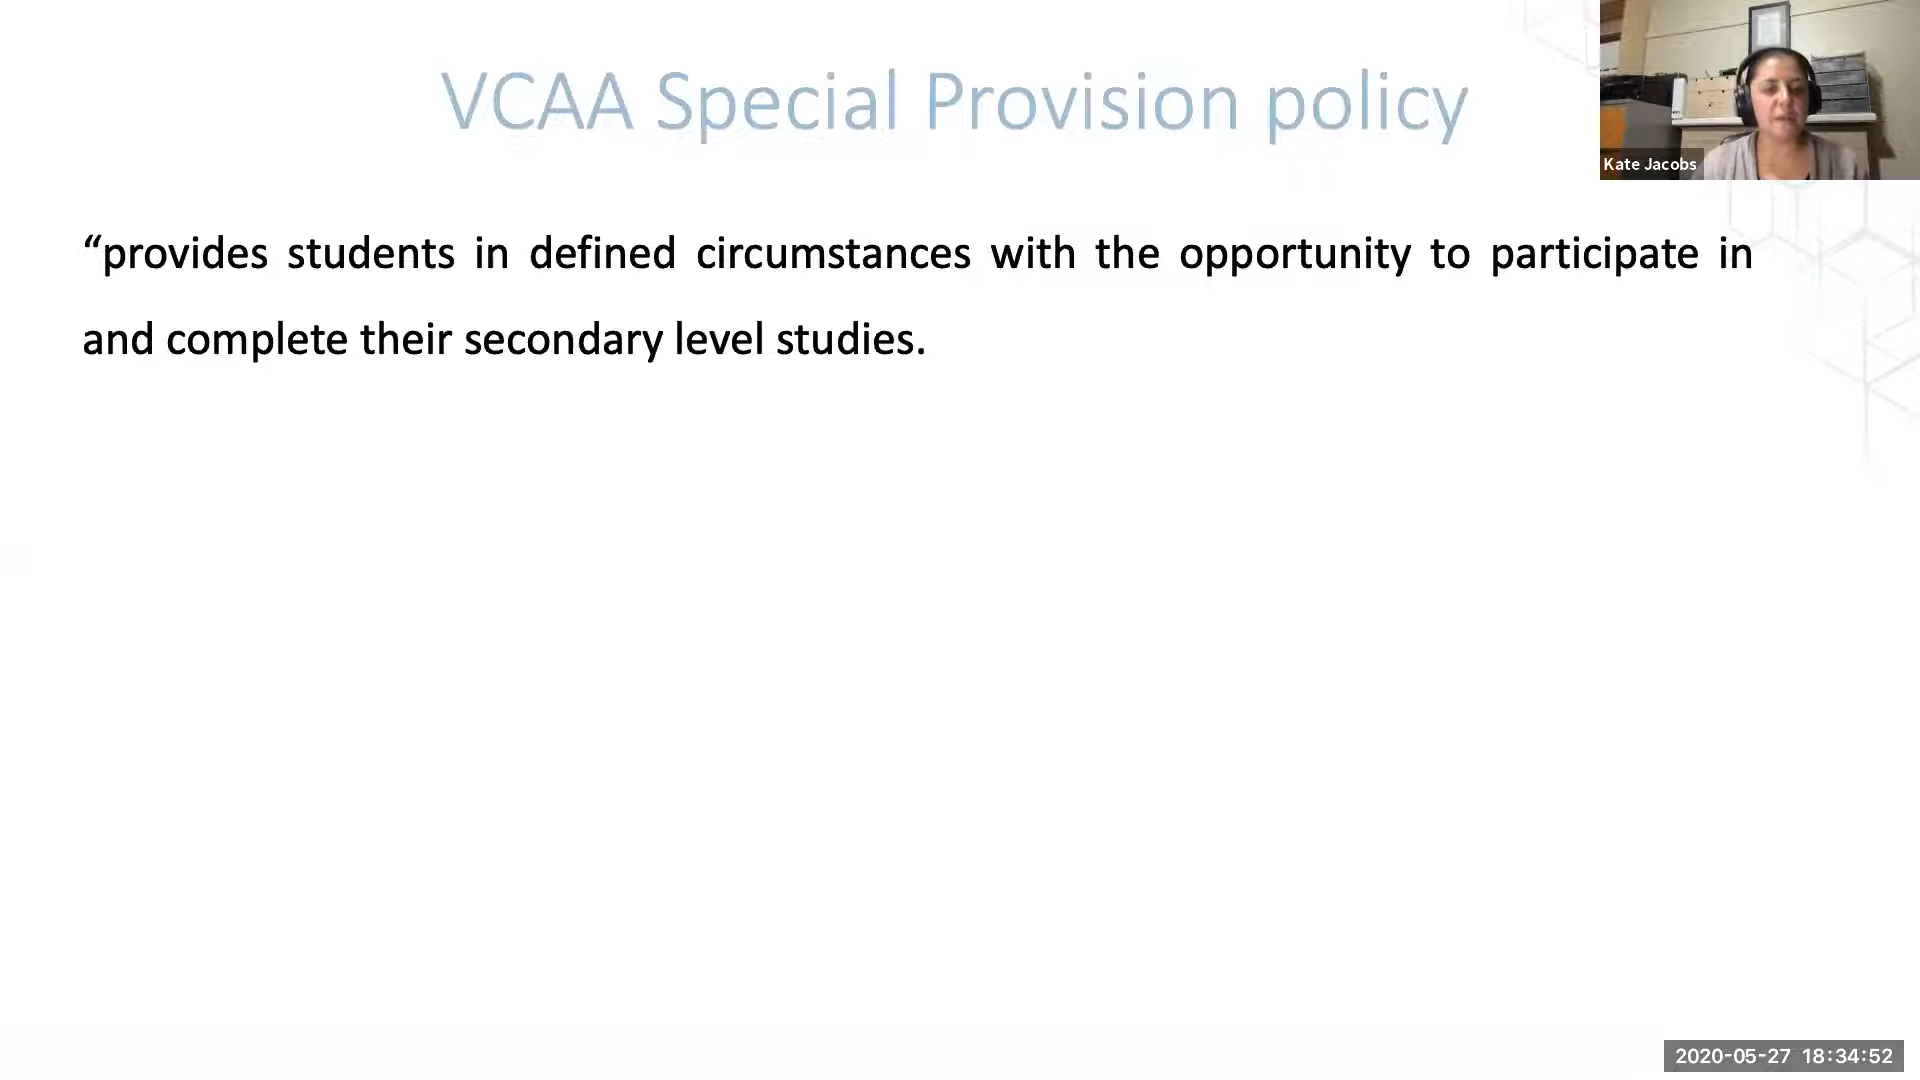 VCAA Special Provision policy
Kate Jacobs
“provides students in defined circumstances with the opportunity to participate in
and complete their secondary level studies.
2020-05-27 18:34:52